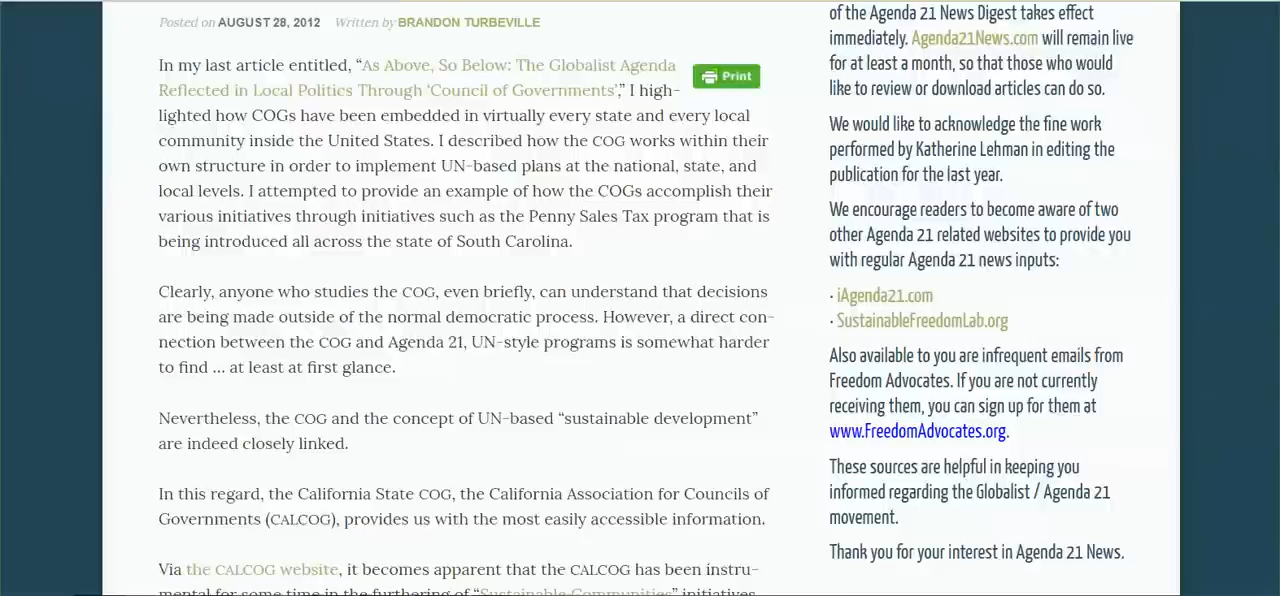 Posted on AUGUST 28, 2012 Written by BRANDON TURBEVILLE
In my last article entitled, “As Above, So Below: The Globalist Agenda
Reflected in Local Politics Through ‘Council of Governments’,” I high-
lighted how COGs have been embedded in virtually every state and every local
community inside the United States. I described how the COG works within their
own structure in order to implement UN-based plans at the national, state, and
local levels. I attempted to provide an example of how the COGs accomplish their
various initiatives through initiatives such as the Penny Sales Tax program that is
being introduced all across the state of South Carolina.
Clearly, anyone who studies the COG, even briefly, can understand that decisions
are being made outside of the normal democratic process. However, a direct con-
nection between the COG and Agenda 21, UN-style programs is somewhat harder
to find ... at least at first glance.
Nevertheless, the COG and the concept of UN-based “sustainable development”
are indeed closely linked.
In this regard, the California State COG, the California Association for Councils of
Governments (CALCOG), provides us with the most easily accessible information.
Via the CALCOG website, it becomes apparent that the CALCOG has been instru-
mental for some time in the furthering of “Sustainable Communities” initiatives
Print
of the Agenda 21 News Digest takes effect
immediately. Agenda21News.com will remain live
for at least a month, so that those who would
like to review or download articles can do so.
We would like to acknowledge the fine work
performed by Katherine Lehman in editing the
publication for the last year.
We encourage readers to become aware of two
other Agenda 21 related websites to provide you
with regular Agenda 21 news inputs:
· iAgenda21.com
· SustainableFreedomLab.org
Also available to you are infrequent emails from
Freedom Advocates. If you are not currently
receiving them, you can sign up for them at
www.FreedomAdvocates.org.
These sources are helpful in keeping you
informed regarding the Globalist / Agenda 21
movement.
Thank you for your interest in Agenda 21 News.